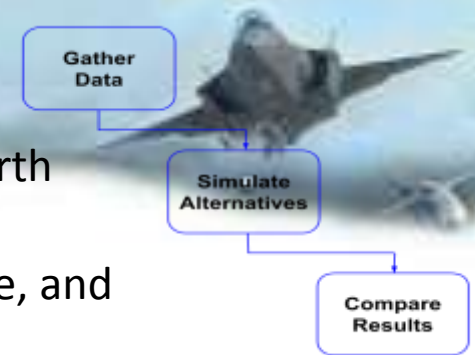 Gather
Data
rth
Simulate
Alternatives
e, and
Compare
Results